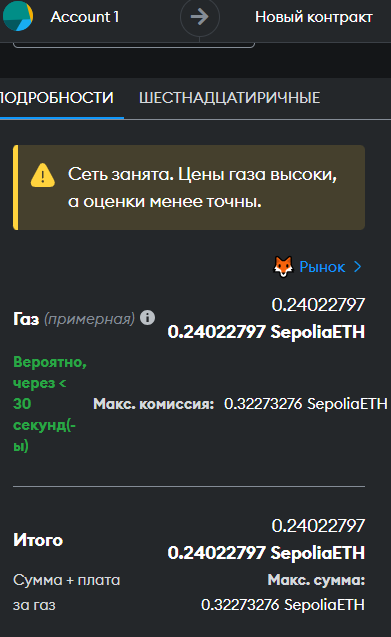 Account 1
Новый контракт
ПОДРОБНОСТИ
ШЕСТНАДЦАТИРИЧНЫЕ
Сеть занята. Цены газа высоки,
а оценки менее точны.
Рынок
0.24022797
Газ (примерная)
0.24022797 SepoliaETH
Вероятно,
через <
30
секунд(-
ы)
Макс. комиссия: 0.32273276 SepoliaETH
0.24022797
Итого
0.24022797 SepoliaETH
Сумма + плата
за газ
Макс. сумма:
0.32273276 SepoliaETH